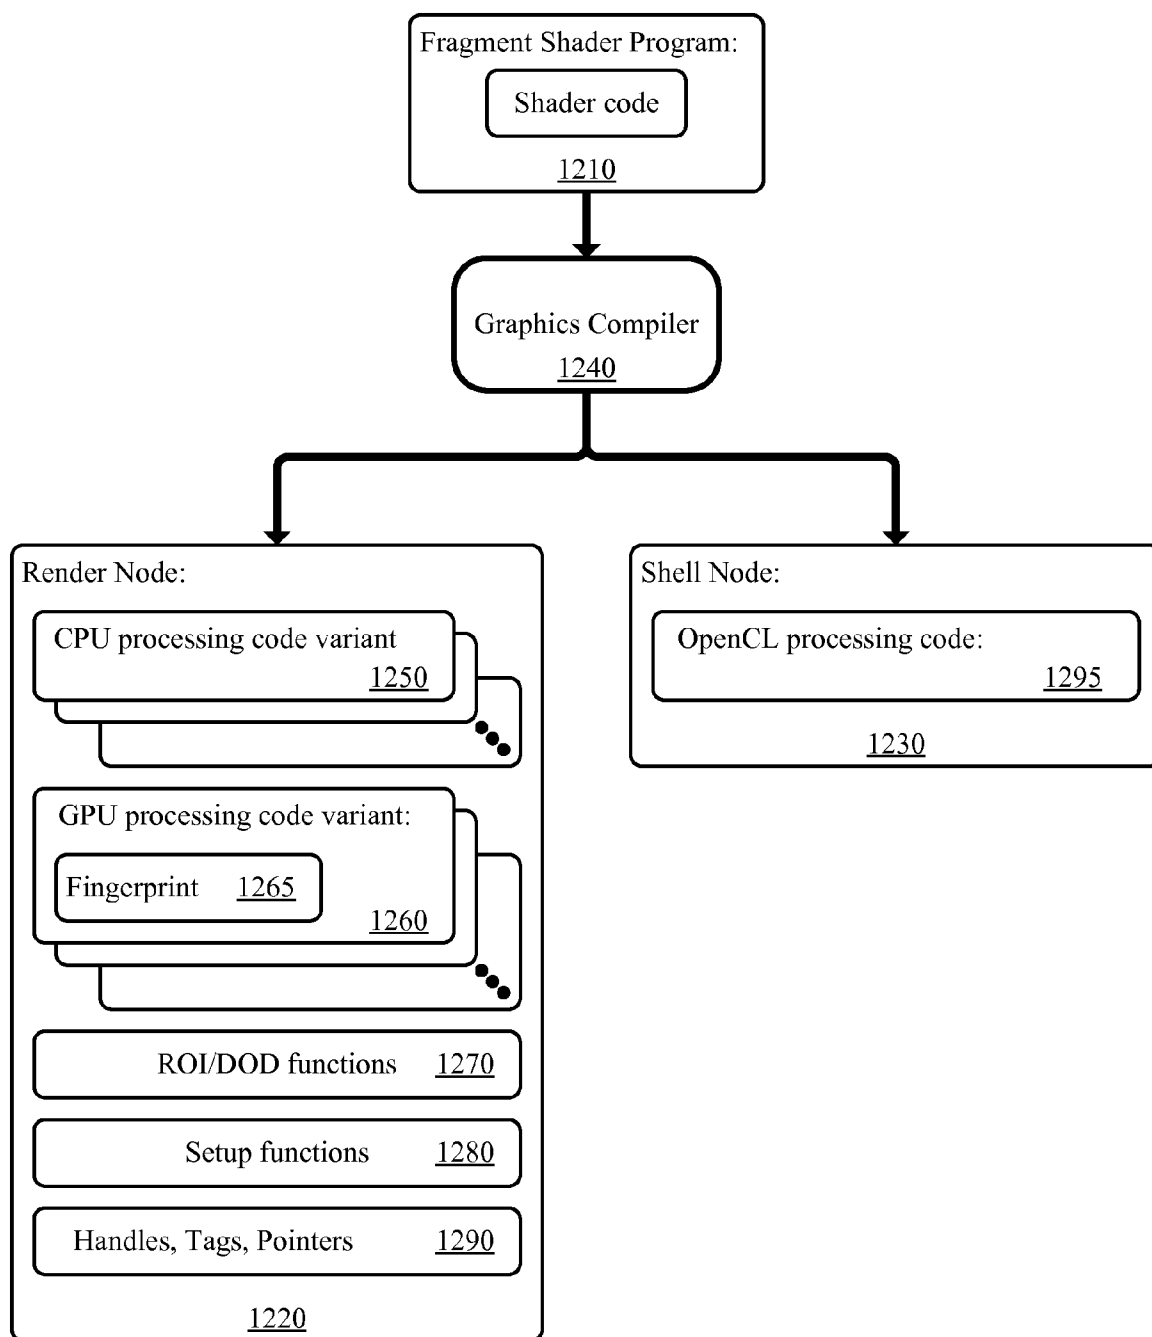 Fragment Shader Program:
Shader code
1210
Graphics Compiler
1240
Render Node:
CPU processing code variant
1250
GPU processing code variant:
Fingerprint 1265
1260
ROI/DOD functions 1270
Setup functions 1280
Handles, Tags, Pointers 1290
1220
Shell Node:
OpenCL processing code:
1295
1230